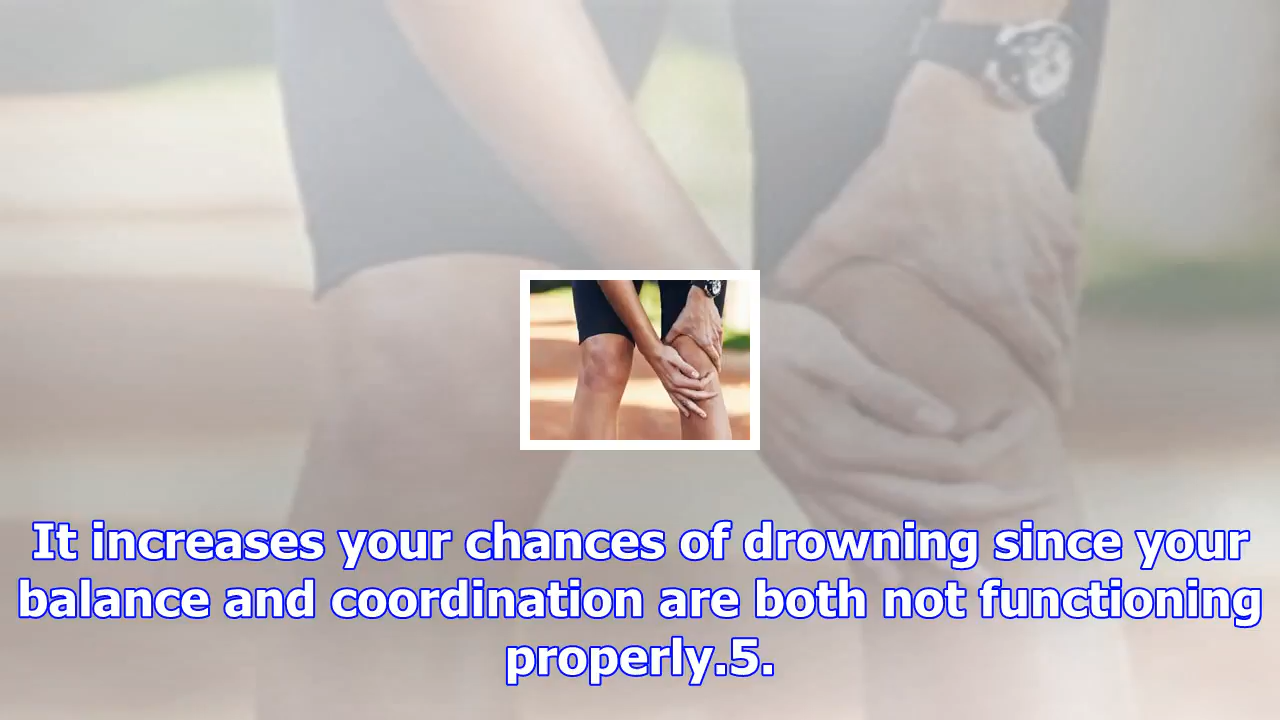 It increases your chances of drowning since your
balance and coordination are both not functioning
properly.5.